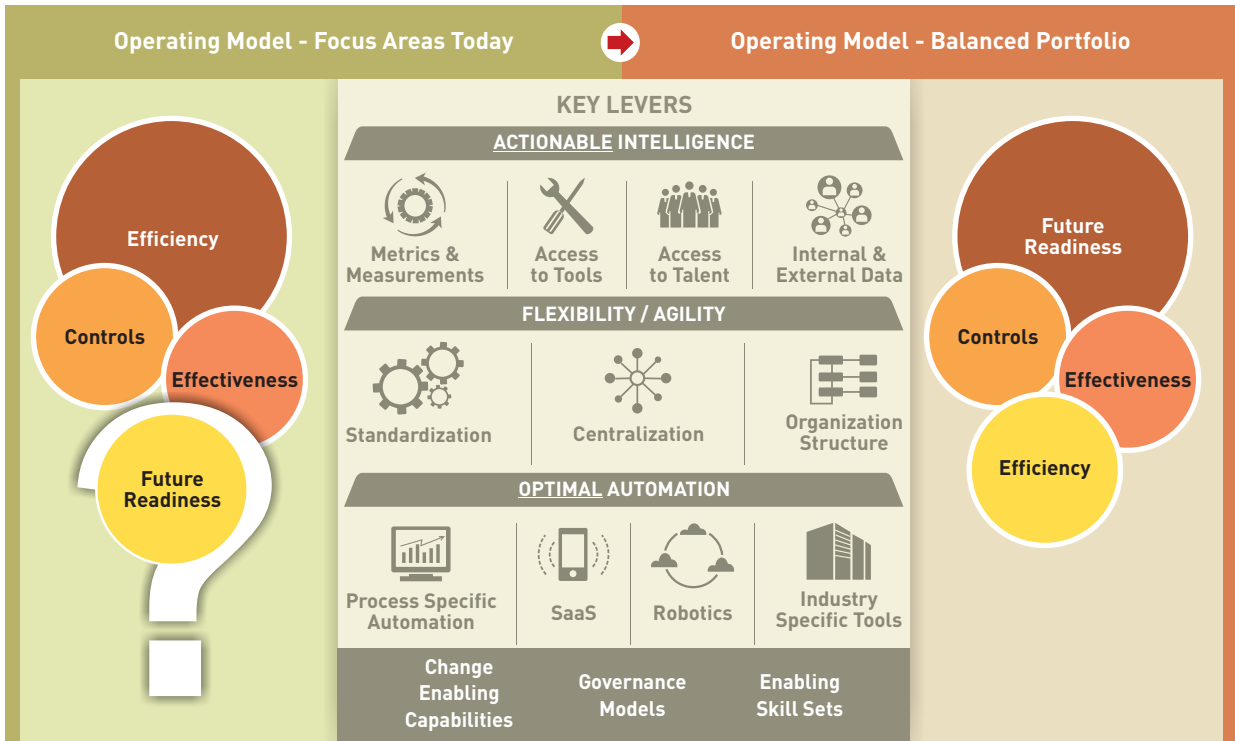 Operating Model - Focus Areas Today
Operating Model - Balanced Portfolio
Efficiency
Controls
Effectiveness
Future
Readiness
KEY LEVERS
ACTIONABLE INTELLIGENCE
Metrics &
Measurements
Access
to Tools
Access
to Talent
Internal &
External Data
FLEXIBILITY / AGILITY
Standardization
Centralization
Organization
Structure
OPTIMAL AUTOMATION
Process Specific
Automation
SaaS
Robotics
Industry
Specific Tools
Change
Enabling
Capabilities
Governance
Models
Enabling
Skill Sets
Future
Readiness
Controls
Effectiveness
Efficiency